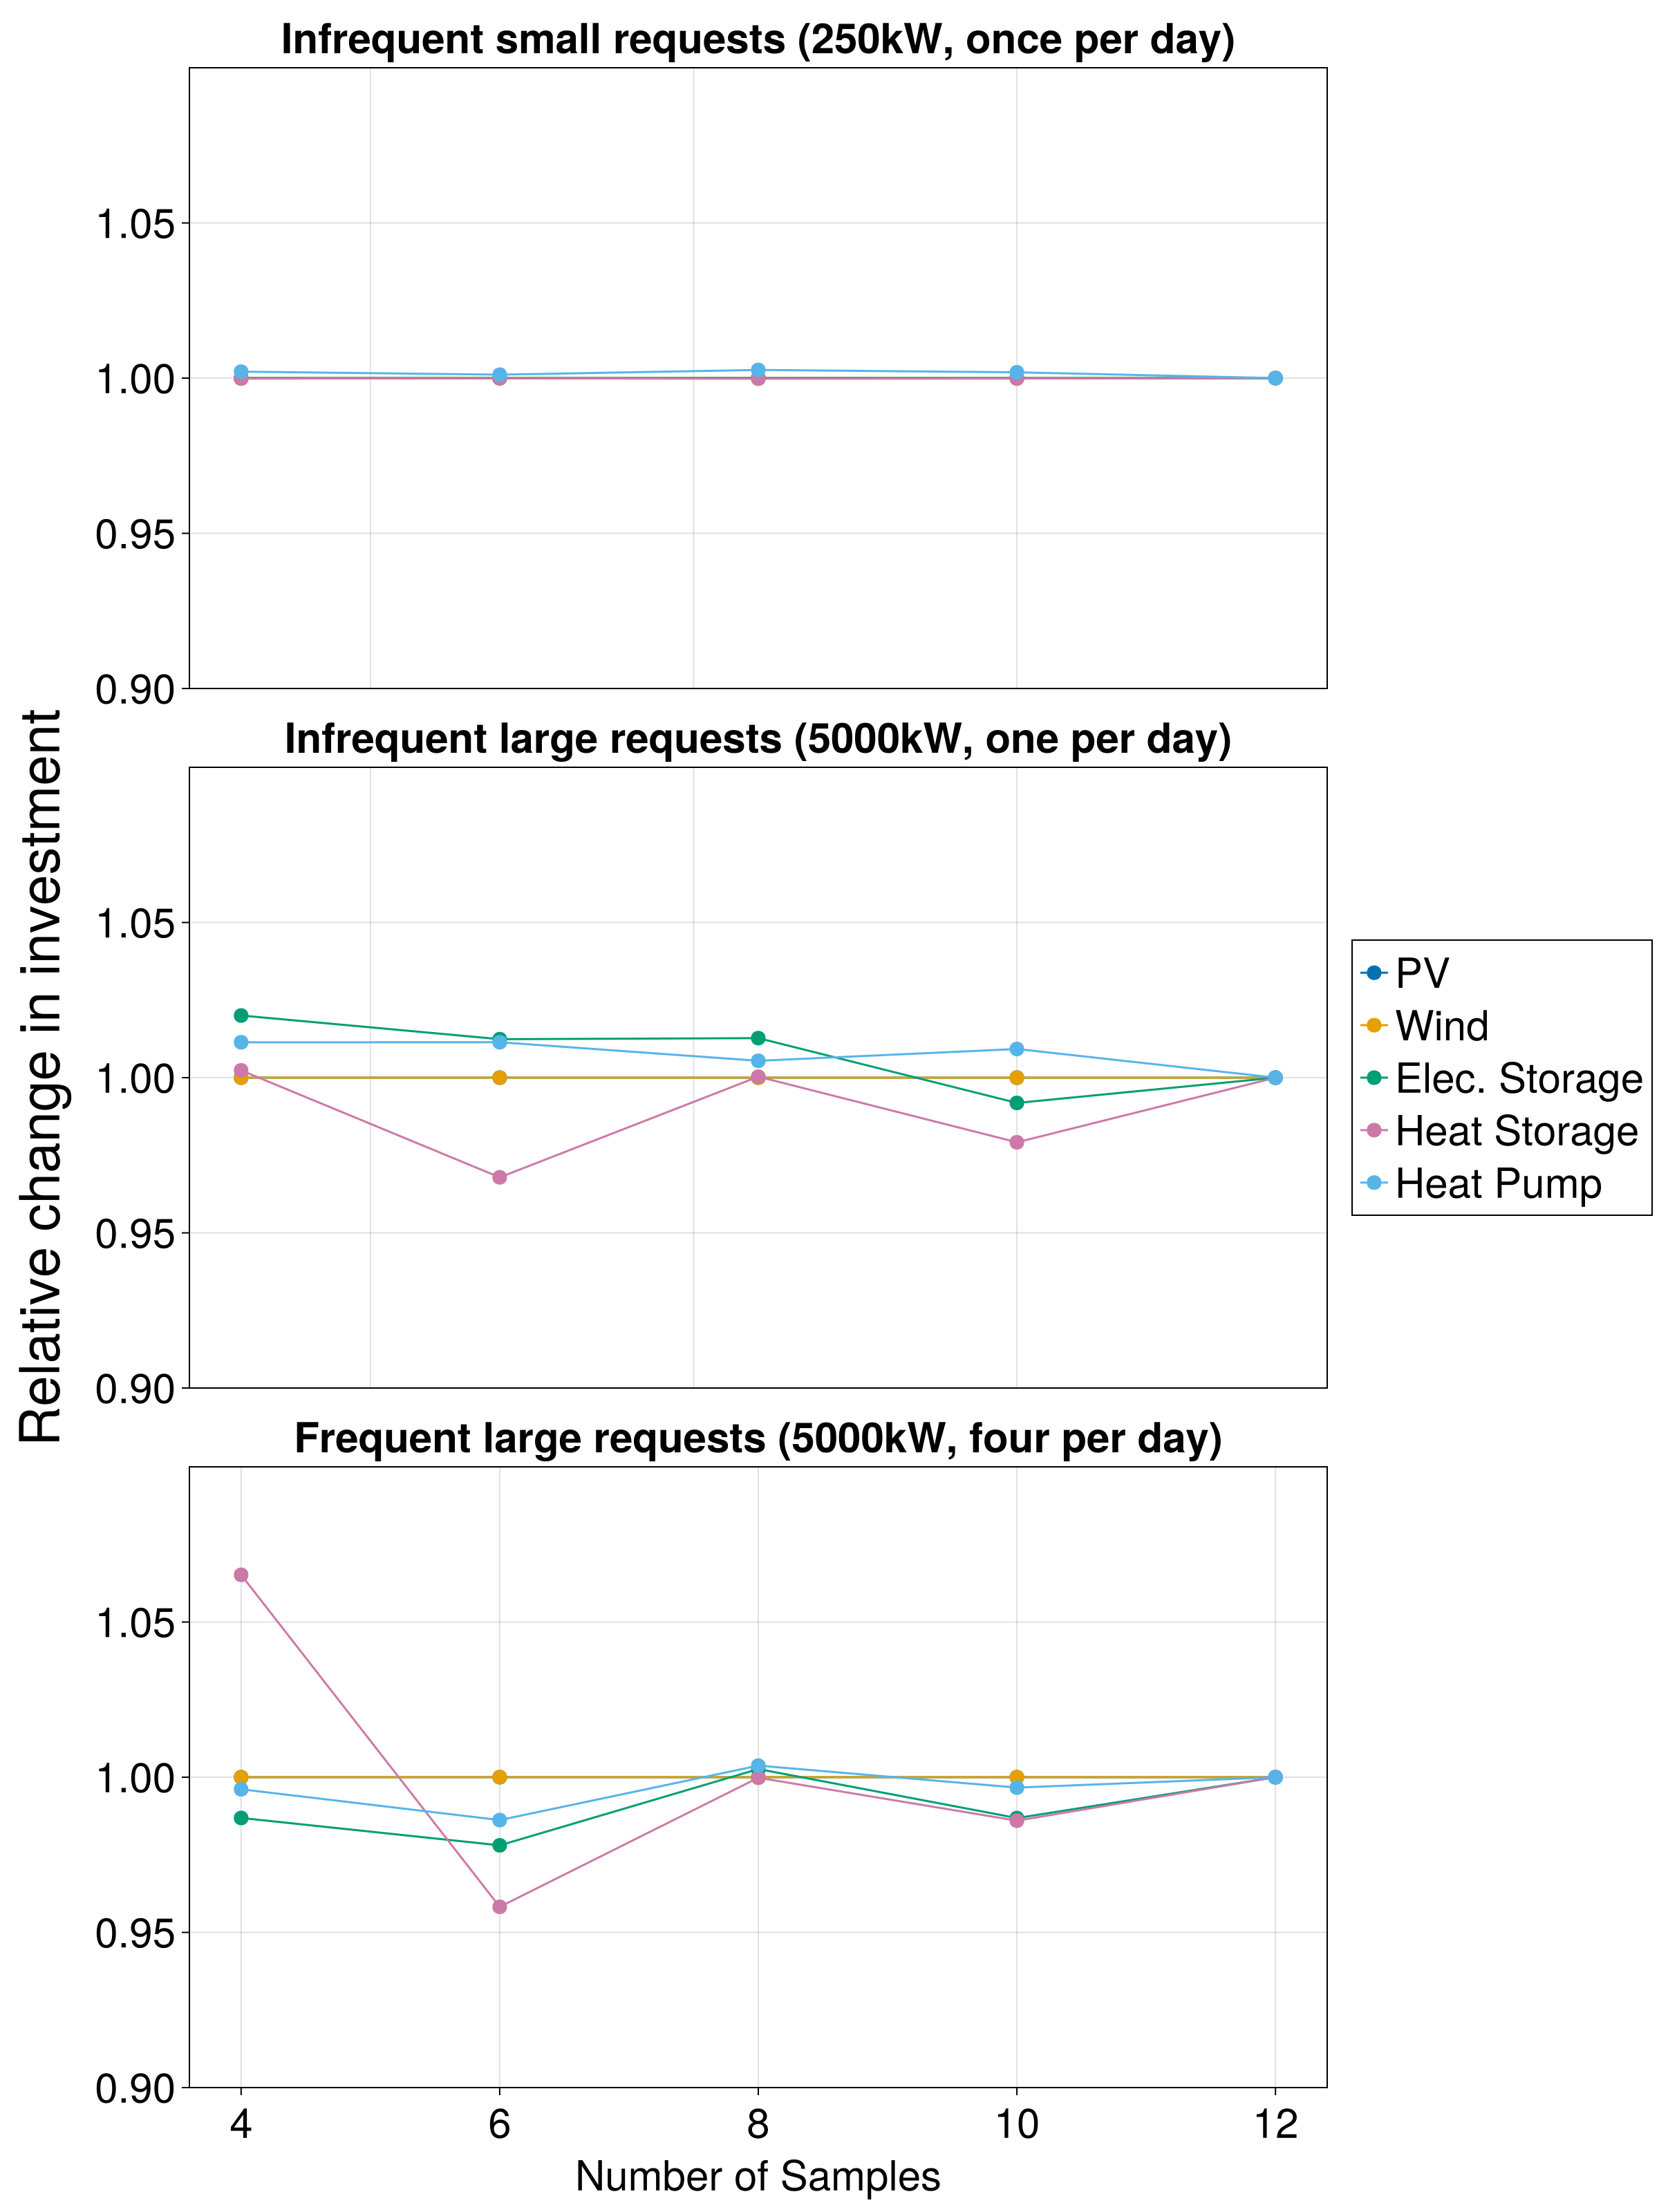 Infrequent small requests (250kW, once per day)
1.05
1.00
0.95
0.90
Infrequent large requests (5000kW, one per day)
1.05
1.00
0.95
0.90
Frequent large requests (5000kW, four per day)
1.05
1.00
0.95
0.90
4 6 8 10 12
Number of Samples
Relative change in investment
PV
Wind
Elec. Storage
Heat Storage
Heat Pump